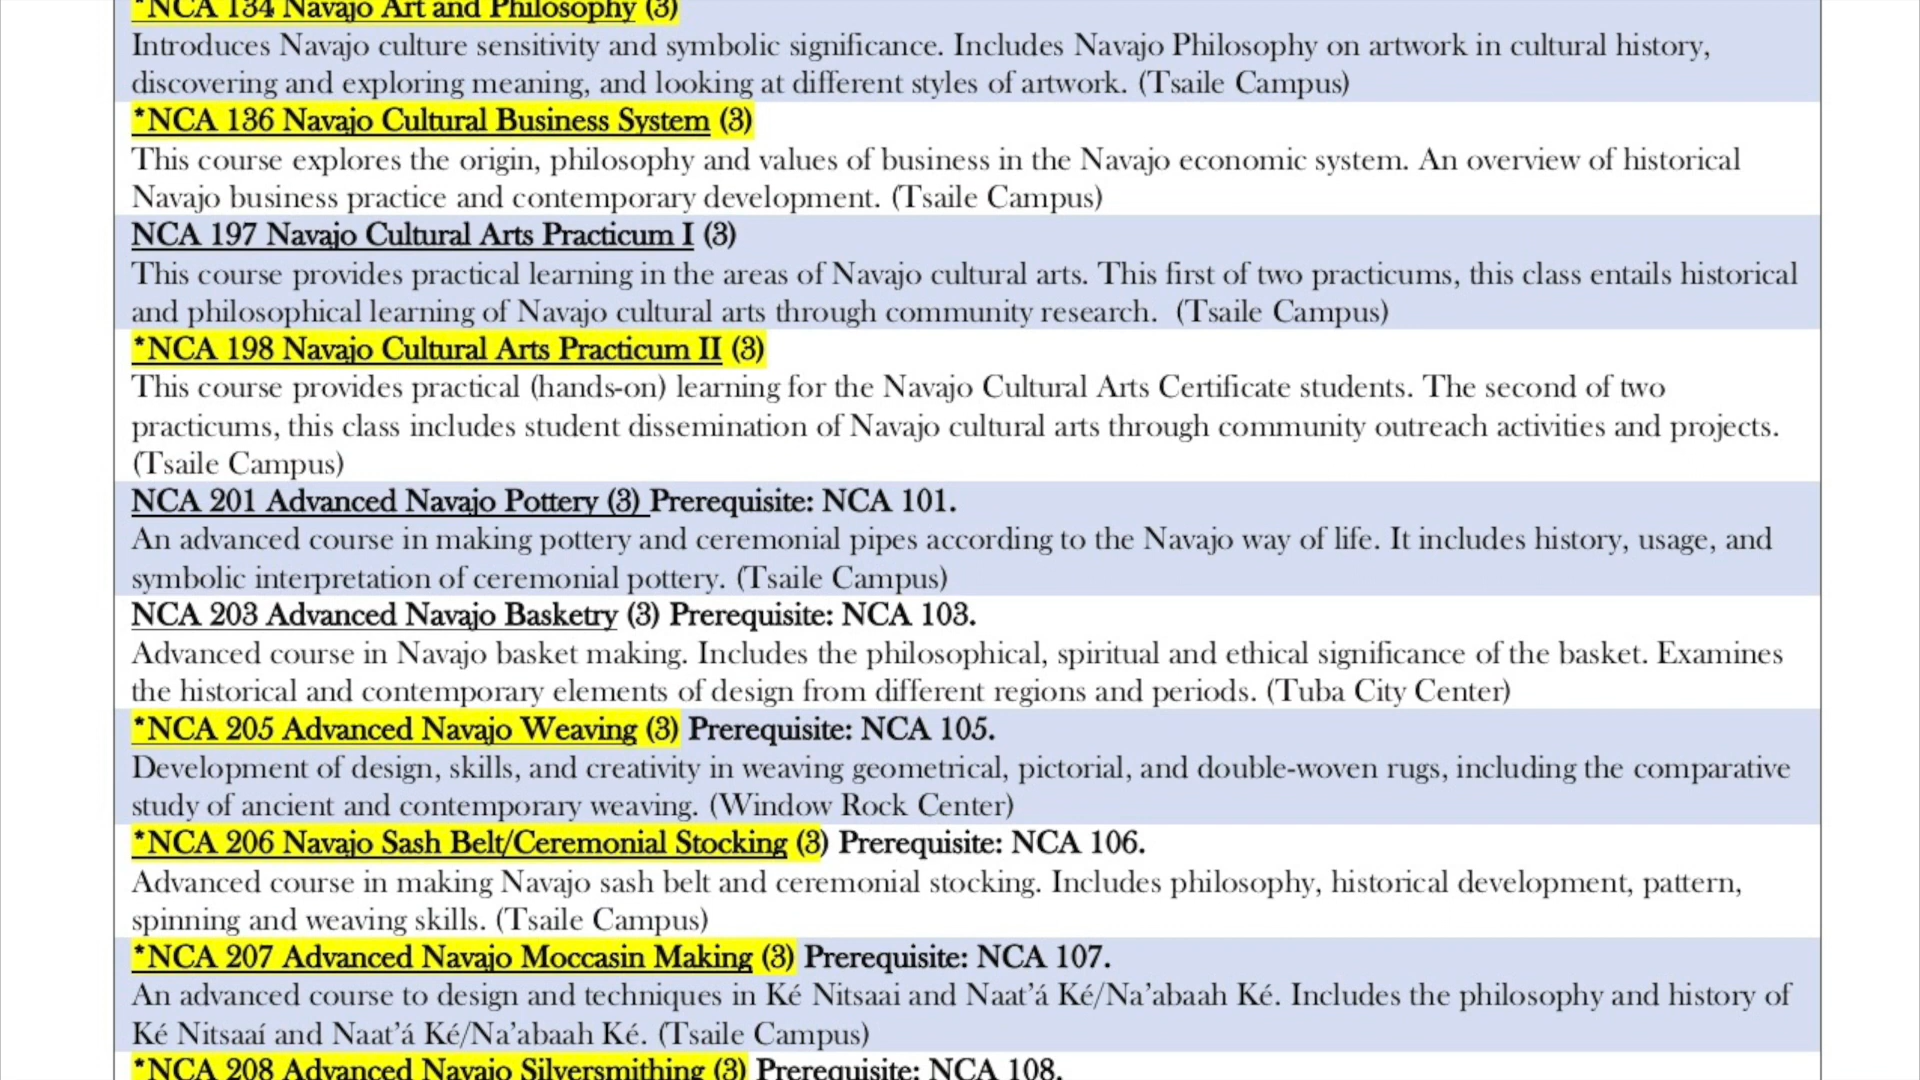 *NCA 134 Navajo Art and Philosophy (3)
Introduces Navajo culture sensitivity and symbolic significance. Includes Navajo Philosophy on artwork in cultural history,
discovering and exploring meaning, and looking at different styles of artwork. (Tsaile Campus)
*NCA 136 Navajo Cultural Business System (3)
This course explores the origin, philosophy and values of business in the Navajo economic system. An overview of historical
Navajo business practice and contemporary development. (Tsaile Campus)
NCA 197 Navajo Cultural Arts Practicum I (3)
This course provides practical learning in the areas of Navajo cultural arts. This first of two practicums, this class entails historical
and philosophical learning of Navajo cultural arts through community research.  (Tsaile Campus)
*NCA 198 Navajo Cultural Arts Practicum II (3)
This course provides practical (hands-on) learning for the Navajo Cultural Arts Certificate students. The second of two
practicums, this class includes student dissemination of Navajo cultural arts through community outreach activities and projects.
(Tsaile Campus)
NCA 201 Advanced Navajo Pottery (3) Prerequisite: NCA 101.
An advanced course in making pottery and ceremonial pipes according to the Navajo way of life. It includes history, usage, and
symbolic interpretation of ceremonial pottery. (Tsaile Campus)
NCA 203 Advanced Navajo Basketry (3) Prerequisite: NCA 103.
Advanced course in Navajo basket making. Includes the philosophical, spiritual and ethical significance of the basket. Examines
the historical and contemporary elements of design from different regions and periods. (Tuba City Center)
*NCA 205 Advanced Navajo Weaving (3) Prerequisite: NCA 105.
Development of design, skills, and creativity in weaving geometrical, pictorial, and double-woven rugs, including the comparative
study of ancient and contemporary weaving. (Window Rock Center)
*NCA 206 Navajo Sash Belt/Ceremonial Stocking (3) Prerequisite: NCA 106.
Advanced course in making Navajo sash belt and ceremonial stocking. Includes philosophy, historical development, pattern,
spinning and weaving skills. (Tsaile Campus)
*NCA 207 Advanced Navajo Moccasin Making (3) Prerequisite: NCA 107.
An advanced course to design and techniques in Ké Nitsaai and Naat’á Ké/Na’abaah Ké. Includes the philosophy and history of
Ké Nitsaaí and Naat’á Ké/Na’abaah Ké. (Tsaile Campus)
*NCA 208 Advanced Navajo Silversmithing (3) Prerequisite: NCA 108.